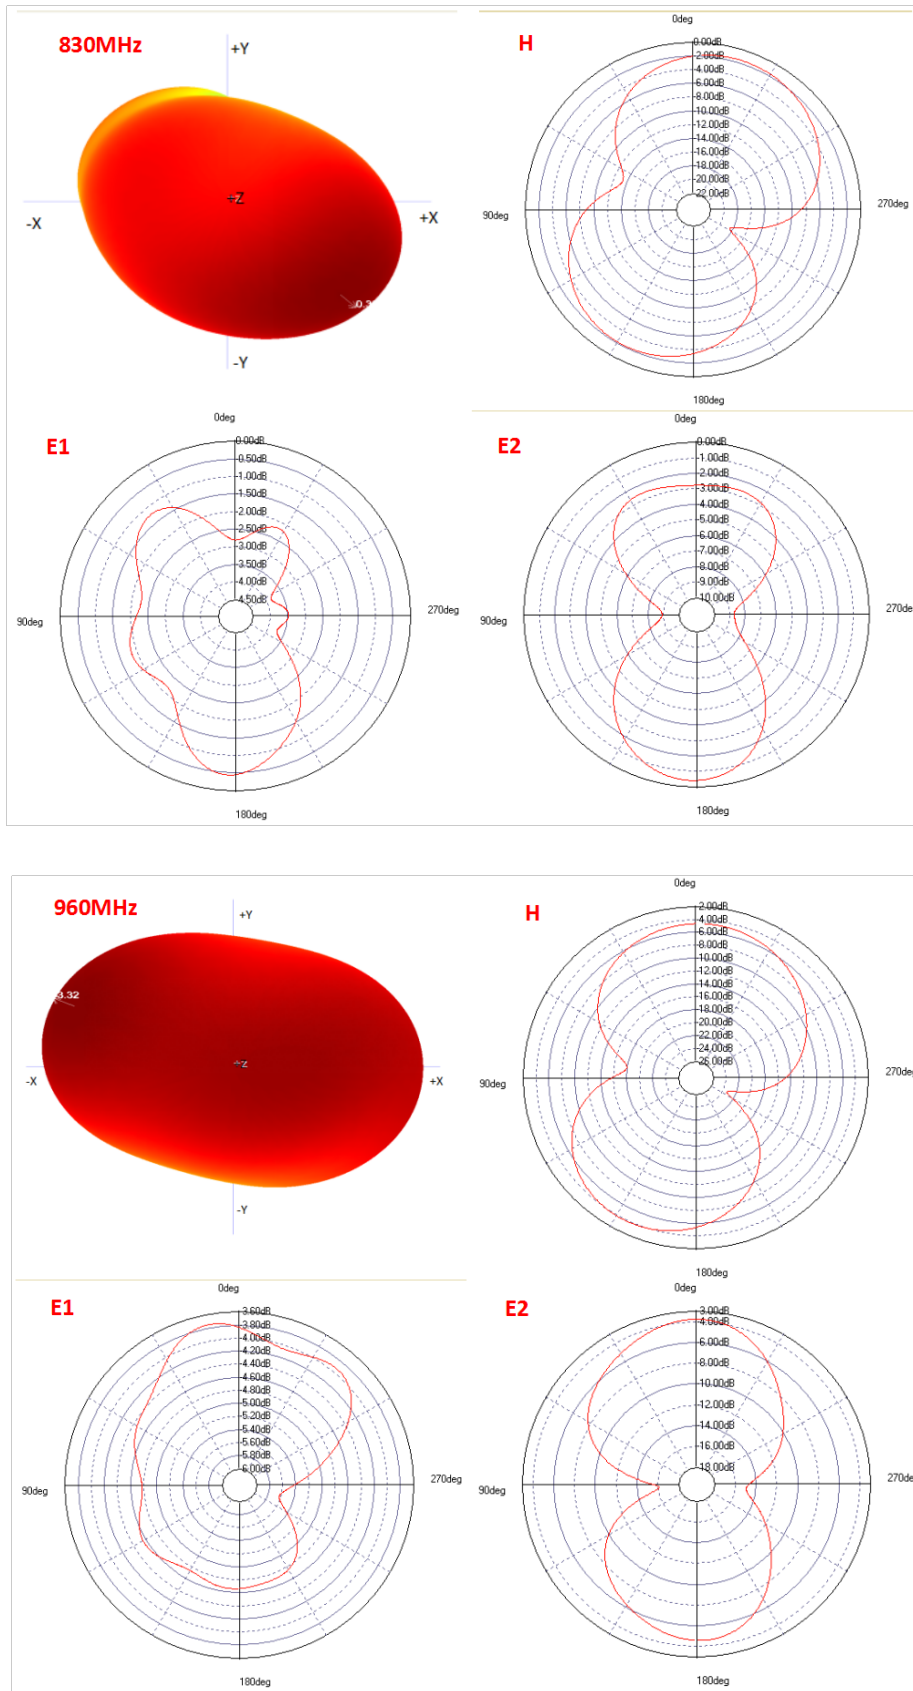 830MHz
+Y
-X
+Z
+X
-0.3
-Y
H
0deg
0.00dB
-2.00dB
-4.00dB
-6.00dB
-8.00dB
-10.00dB
-12.00dB
-14.00dB
-16.00dB
-18.00dB
-20.00dB
-22.00dB
90deg
270deg
180deg
E1
0deg
0.00dB
-0.50dB
-1.00dB
-1.50dB
-2.00dB
-2.50dB
-3.00dB
-3.50dB
-4.00dB
-4.50dB
90deg
270deg
180deg
E2
0deg
0.00dB
-1.00dB
-2.00dB
-3.00dB
-4.00dB
-5.00dB
-6.00dB
-7.00dB
-8.00dB
-9.00dB
-10.00dB
90deg
270de
180deg
960MHz
+Y
-3.32
+Z
-X
+X
-Y
H
0deg
-2.00dB
-4.00dB
-6.00dB
-8.00dB
-10.00dB
-12.00dB
-14.00dB
-16.00dB
-18.00dB
-20.00dB
-22.00dB
-24.00dB
-26.00dB
90deg
270deg
180deg
E1
0deg
-3.60dB
-3.80dB
-4.00dB
-4.20dB
-4.40dB
-4.60dB
-4.80dB
-5.00dB
-5.20dB
-5.40dB
-5.60dB
-5.80dB
-6.00dB
90deg
270deg
180deg
E2
0deg
-3.00dB
-4.00dB
-6.00dB
-8.00dB
-10.00dB
-12.00dB
-14.00dB
-16.00dB
-18.00dB
90deg
270de
180deg